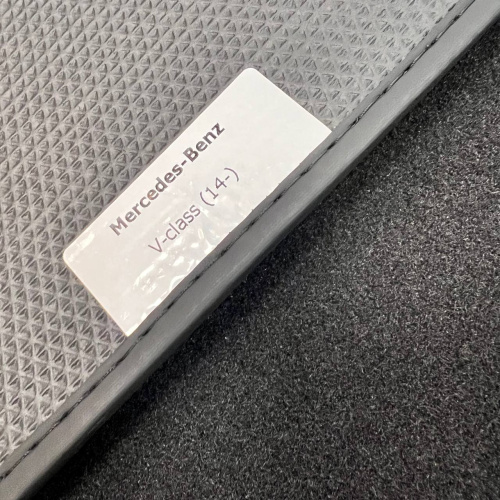 Mercedes-Benz
V-class (14-)